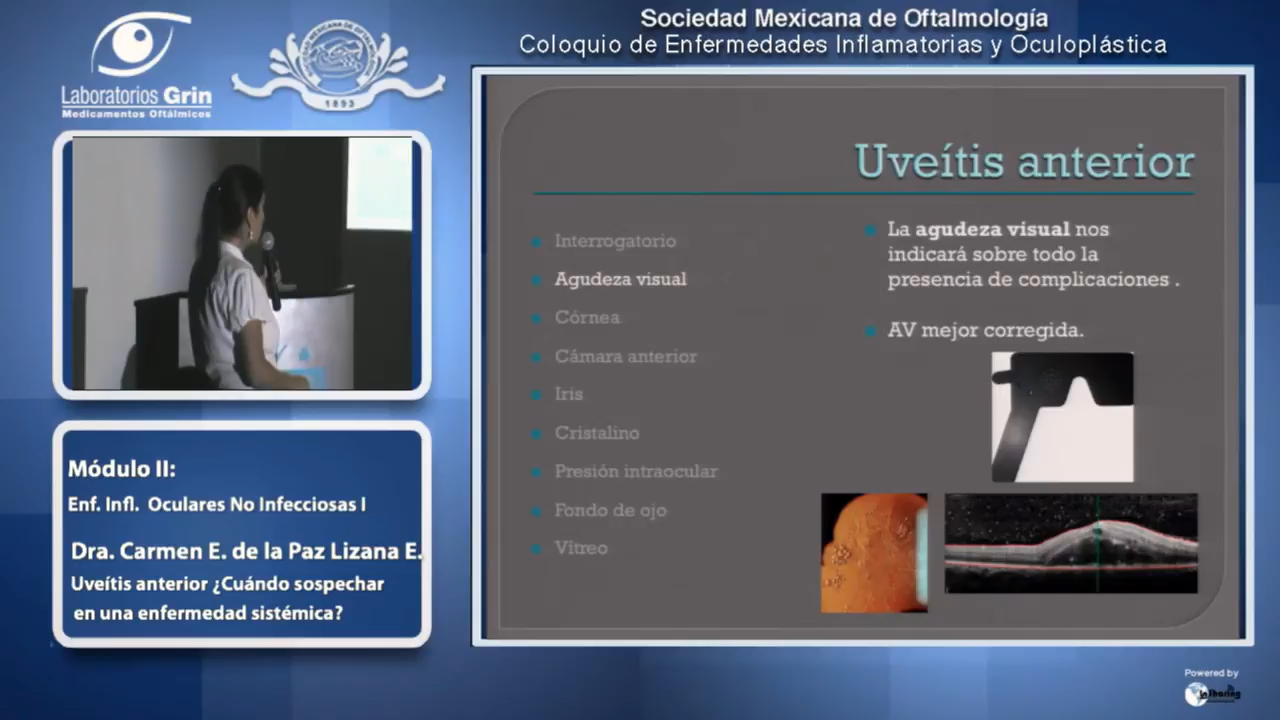 Sociedad Mexicana de Oftalmología
Coloquio de Enfermedades Inflamatorias y Oculoplástica
Laboratorios Grin
Medicamentos Oftálmicos
1893
Uveítis anterior
Interrogatorio
Agudeza visual
Córnea
Cámara anterior
Iris
Cristalino
Presión intraocular
Fondo de ojo
Vítreo
La agudeza visual nos
indicará sobre todo la
presencia de complicaciones .
AV mejor corregida.
Módulo II:
Enf. Infl. Oculares No Infecciosas I
Dra. Carmen E. de la Paz Lizana E.
Uveítis anterior ¿Cuándo sospechar
en una enfermedad sistémica?
Powered by